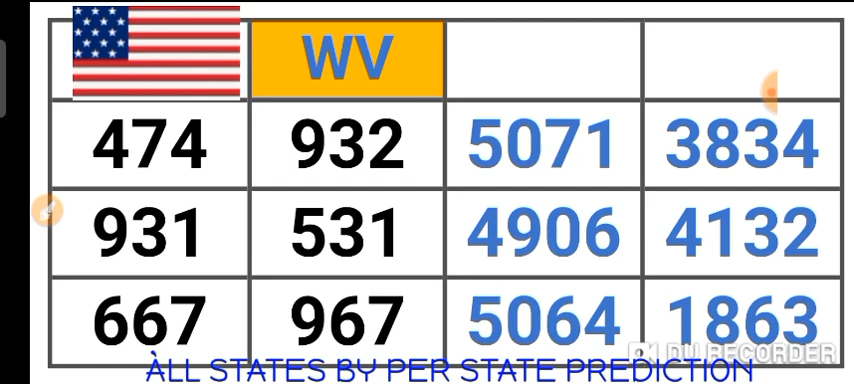 WV
474 932 5071 3834
931 531 4906 4132
667 967 5064 1863
DU RECORDER
ÀLL STATES BY PER STATE PREDICTION